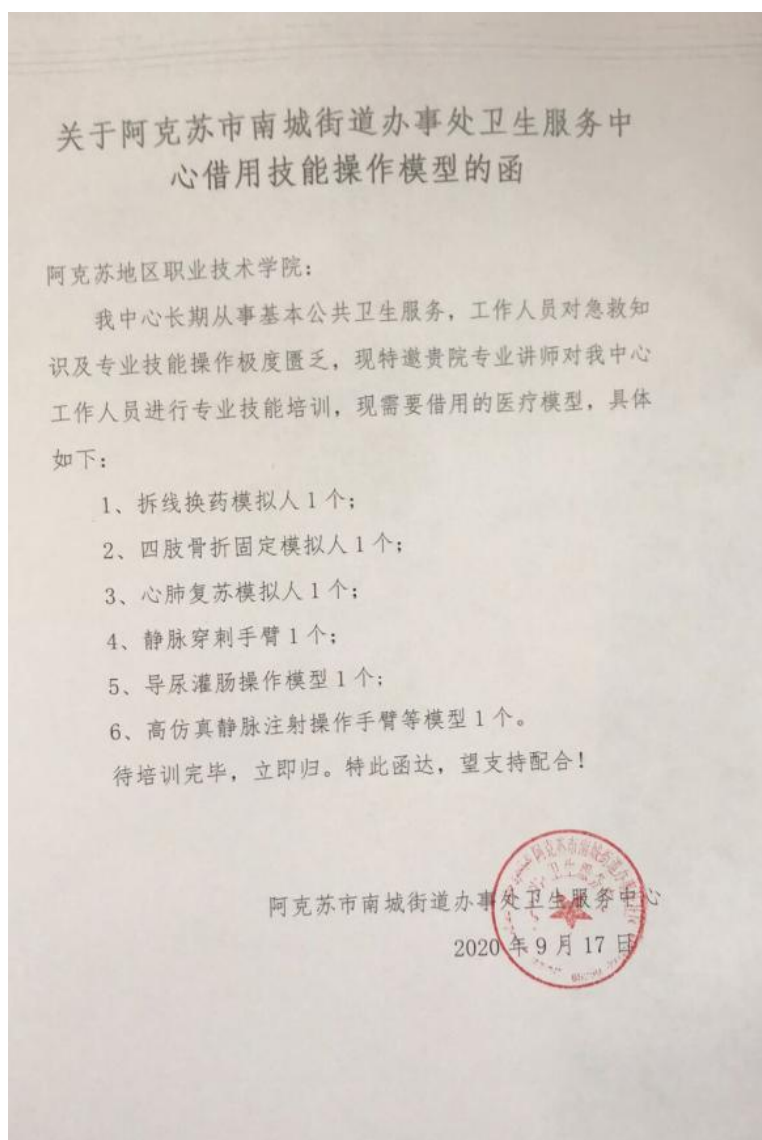 关于阿克苏市南城街道办事处卫生服务中
心借用技能操作模型的函
阿克苏地区职业技术学院：
我中心长期从事基本公共卫生服务，工作人员对急救知
识及专业技能操作极度匮乏，现特邀贵院专业讲师对我中心
工作人员进行专业技能培训，现需要借用的医疗模型，具体
如下：
1、拆线换药模拟人1个；
2、四肢骨折固定模拟人1个；
3、心肺复苏模拟人1个；
4、静脉穿刺手臂1个；
5、导尿灌肠操作模型1个；
6、高仿真静脉注射操作手臂等模型1个。
待培训完毕，立即归。特此函达，望支持配合！
阿克苏市南城街道办事处卫生服务中心
2020年9月17日